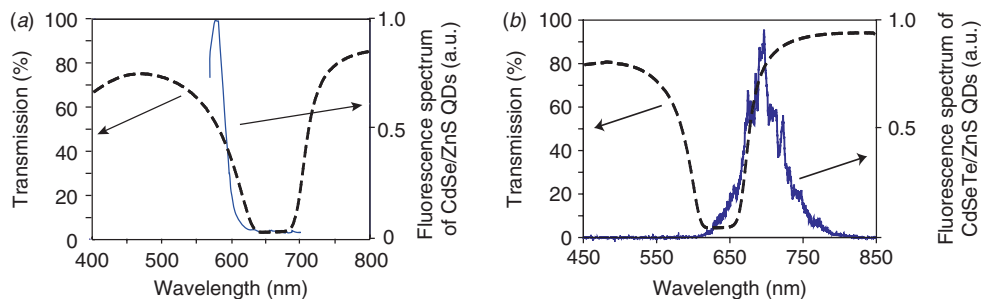 (a)
Transmission (%)
100
80
60
40
20
0
400
500
600
700
800
Wavelength (nm)
1.0
0.5
0
Fluorescence spectrum
of CdSe/ZnS QDs (a.u.)
(b)
Transmission (%)
100
80
60
40
20
0
450
550
650
750
850
Wavelength (nm)
1.0
0.5
0
Fluorescence spectrum of
CdSeTe/ZnS QDs (a.u.)